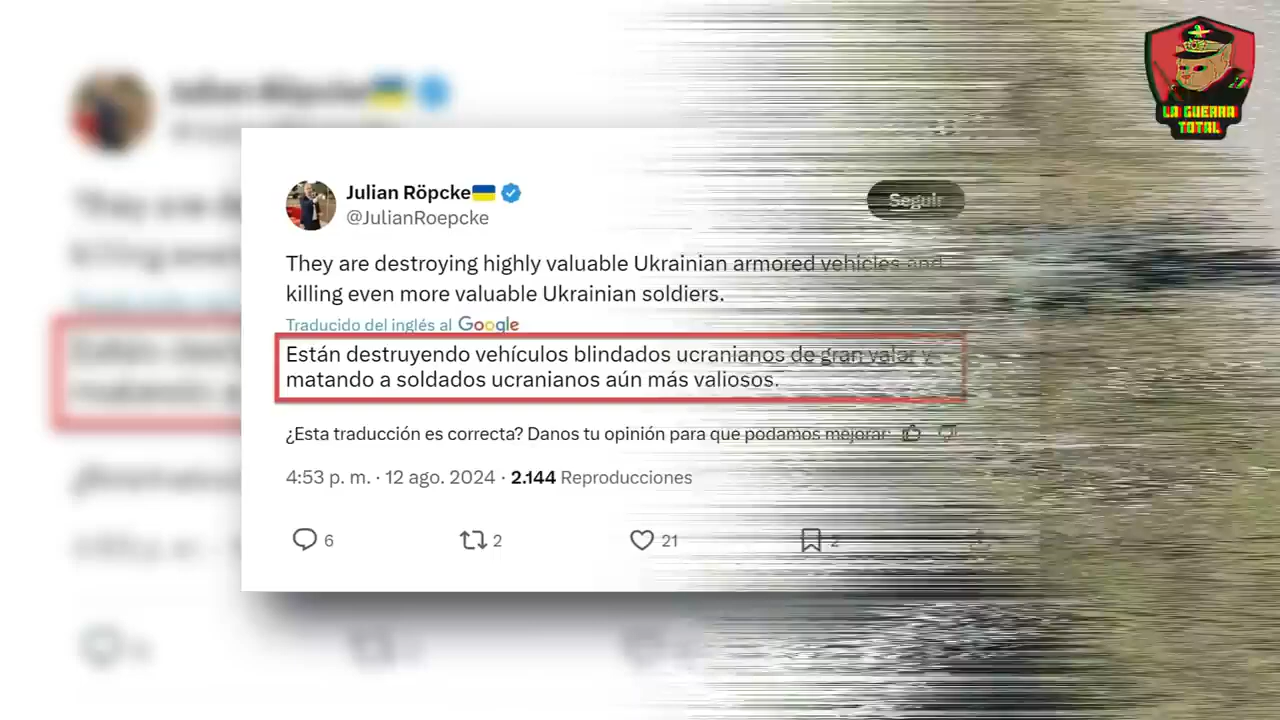 LA GUERRA
TOTAL
Julian Röpcke
@JulianRoepcke
Seguir
They are destroying highly valuable Ukrainian armored vehicles and
killing even more valuable Ukrainian soldiers.
Traducido del inglés al Google
Están destruyendo vehículos blindados ucranianos de gran valor y
matando a soldados ucranianos aún más valiosos.
¿Esta traducción es correcta? Danos tu opinión para que podamos mejorar:
4:53 p. m. · 12 ago. 2024 · 2.144 Reproducciones
6
2
21
2